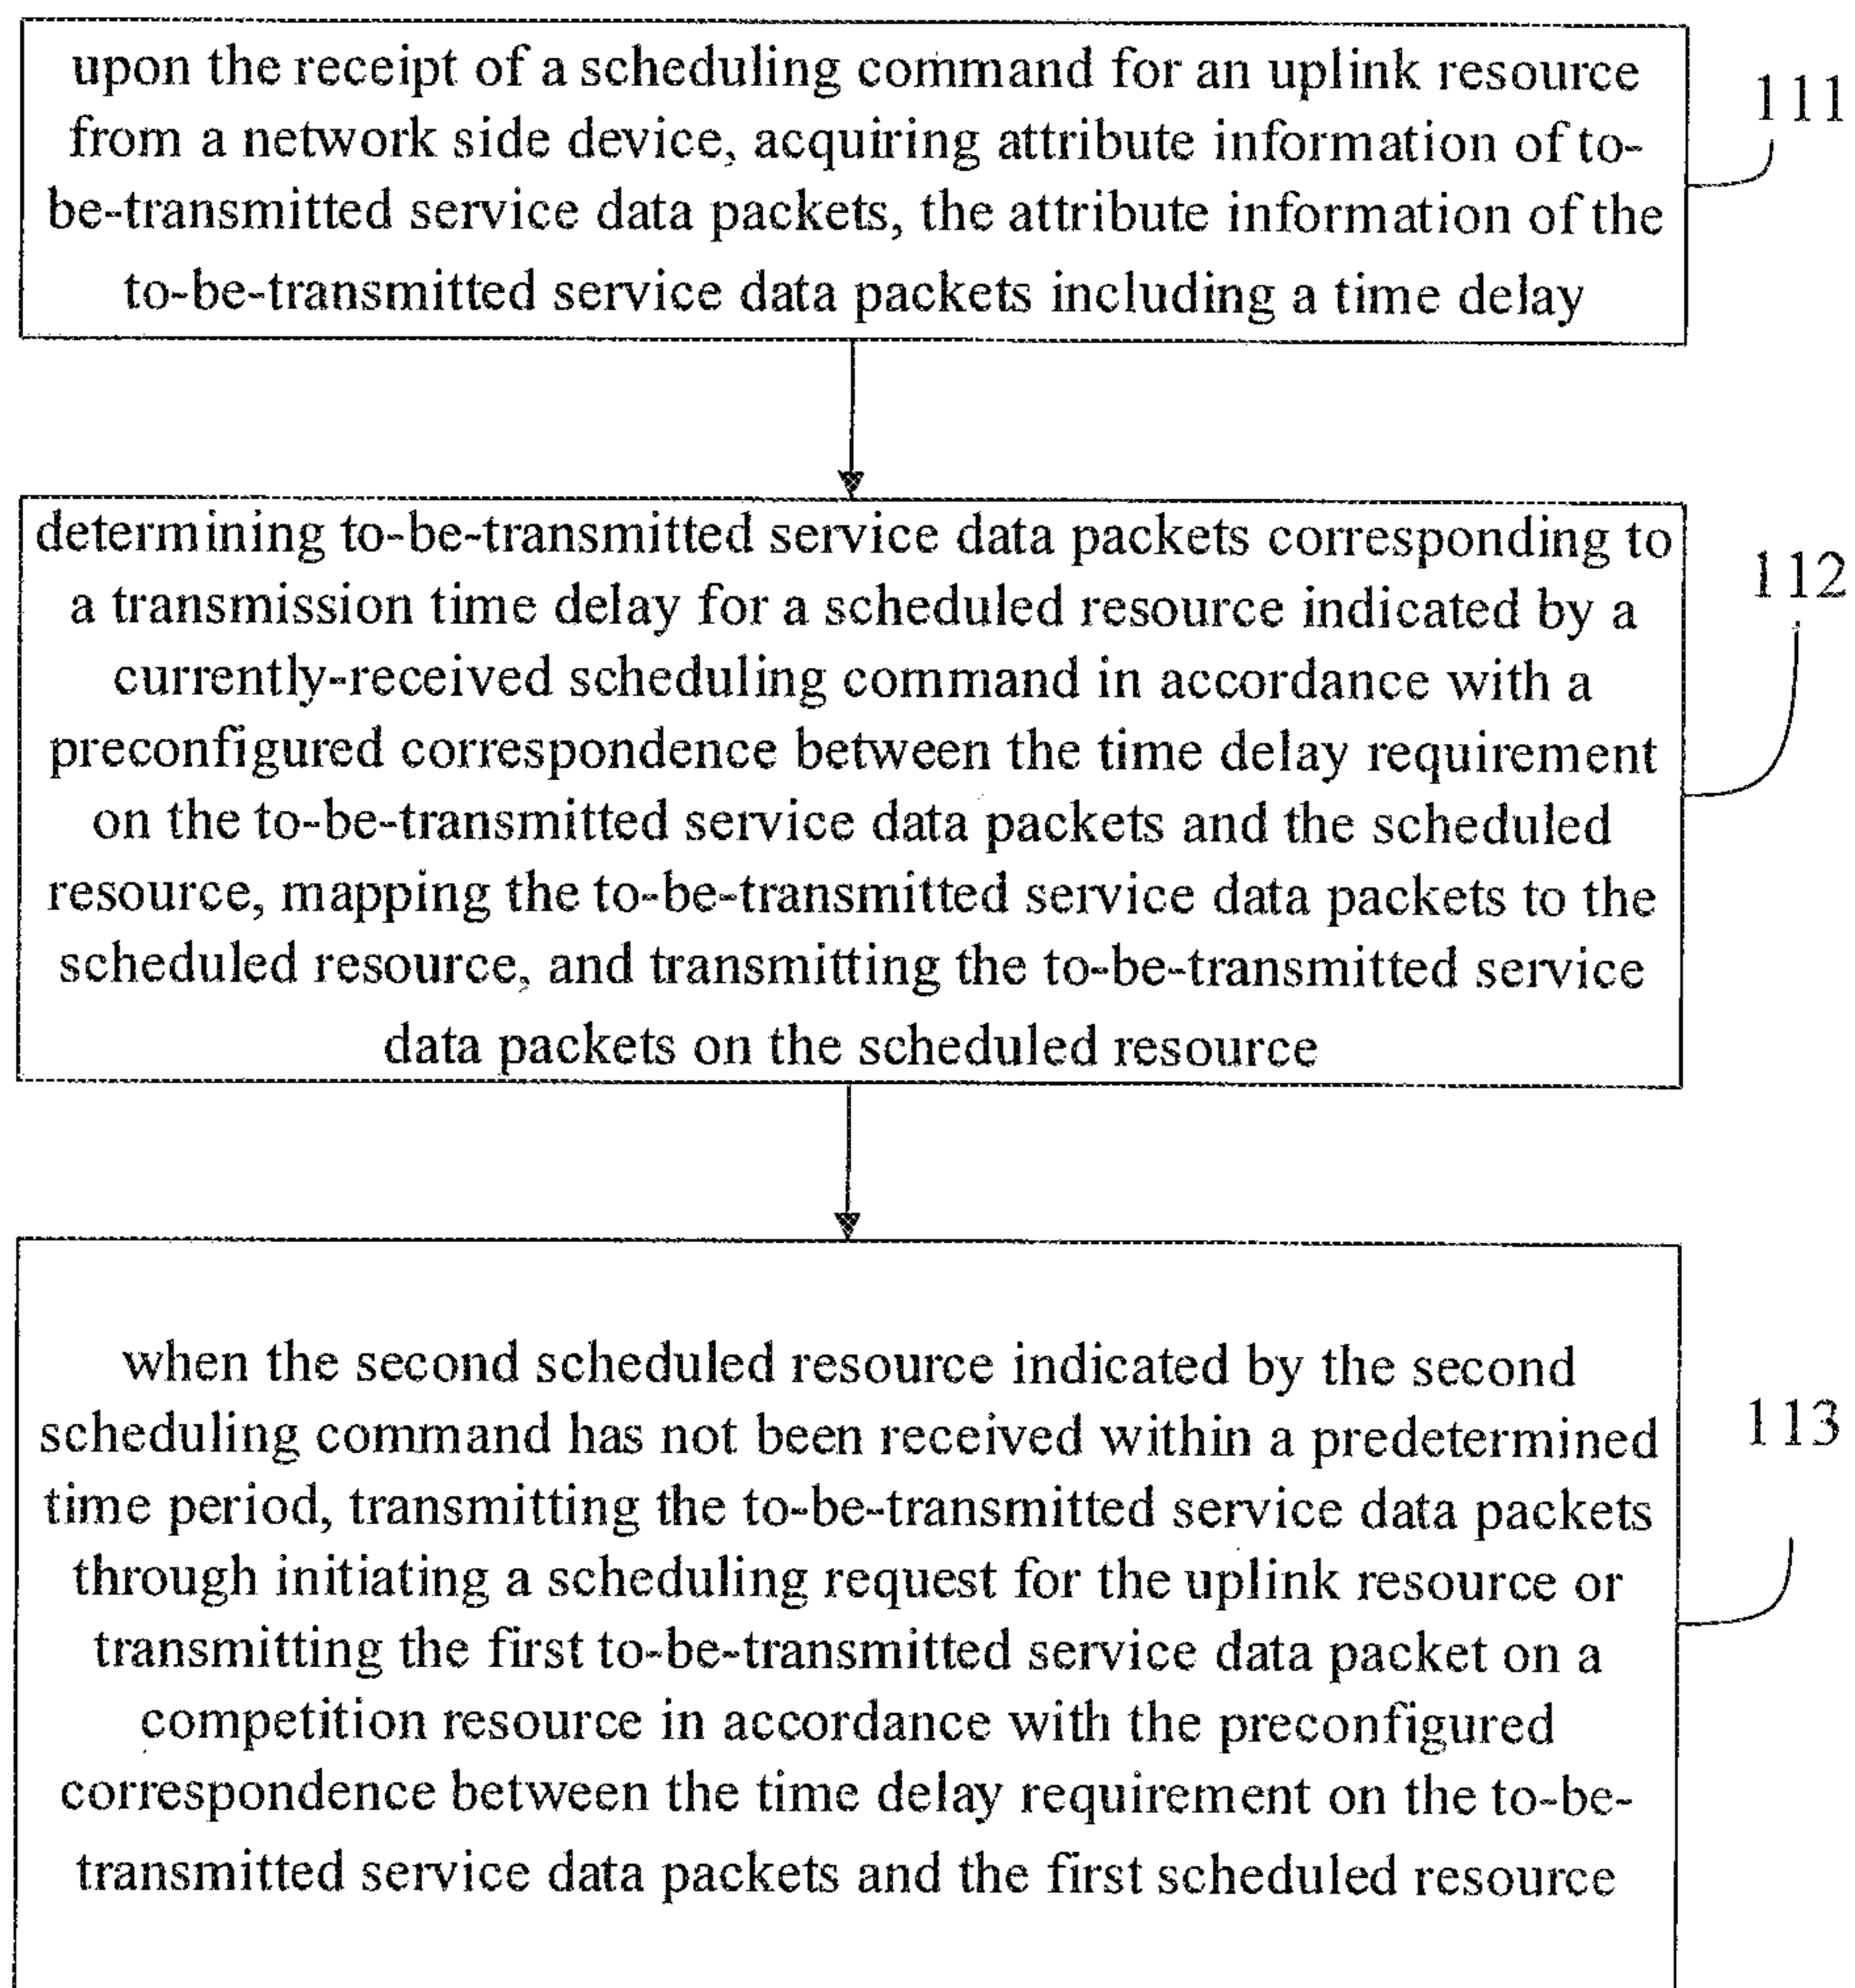 upon the receipt of a scheduling command for an uplink resource
from a network side device, acquiring attribute information of to-
be-transmitted service data packets, the attribute information of the
to-be-transmitted service data packets including a time delay
111
determining to-be-transmitted service data packets corresponding to
a transmission time delay for a scheduled resource indicated by a
currently-received scheduling command in accordance with a
preconfigured correspondence between the time delay requirement
on the to-be-transmitted service data packets and the scheduled
resource, mapping the to-be-transmitted service data packets to the
scheduled resource, and transmitting the to-be-transmitted service
data packets on the scheduled resource
112
when the second scheduled resource indicated by the second
scheduling command has not been received within a predetermined
time period, transmitting the to-be-transmitted service data packets
through initiating a scheduling request for the uplink resource or
transmitting the first to-be-transmitted service data packet on a
competition resource in accordance with the preconfigured
correspondence between the time delay requirement on the to-be-
transmitted service data packets and the first scheduled resource
113